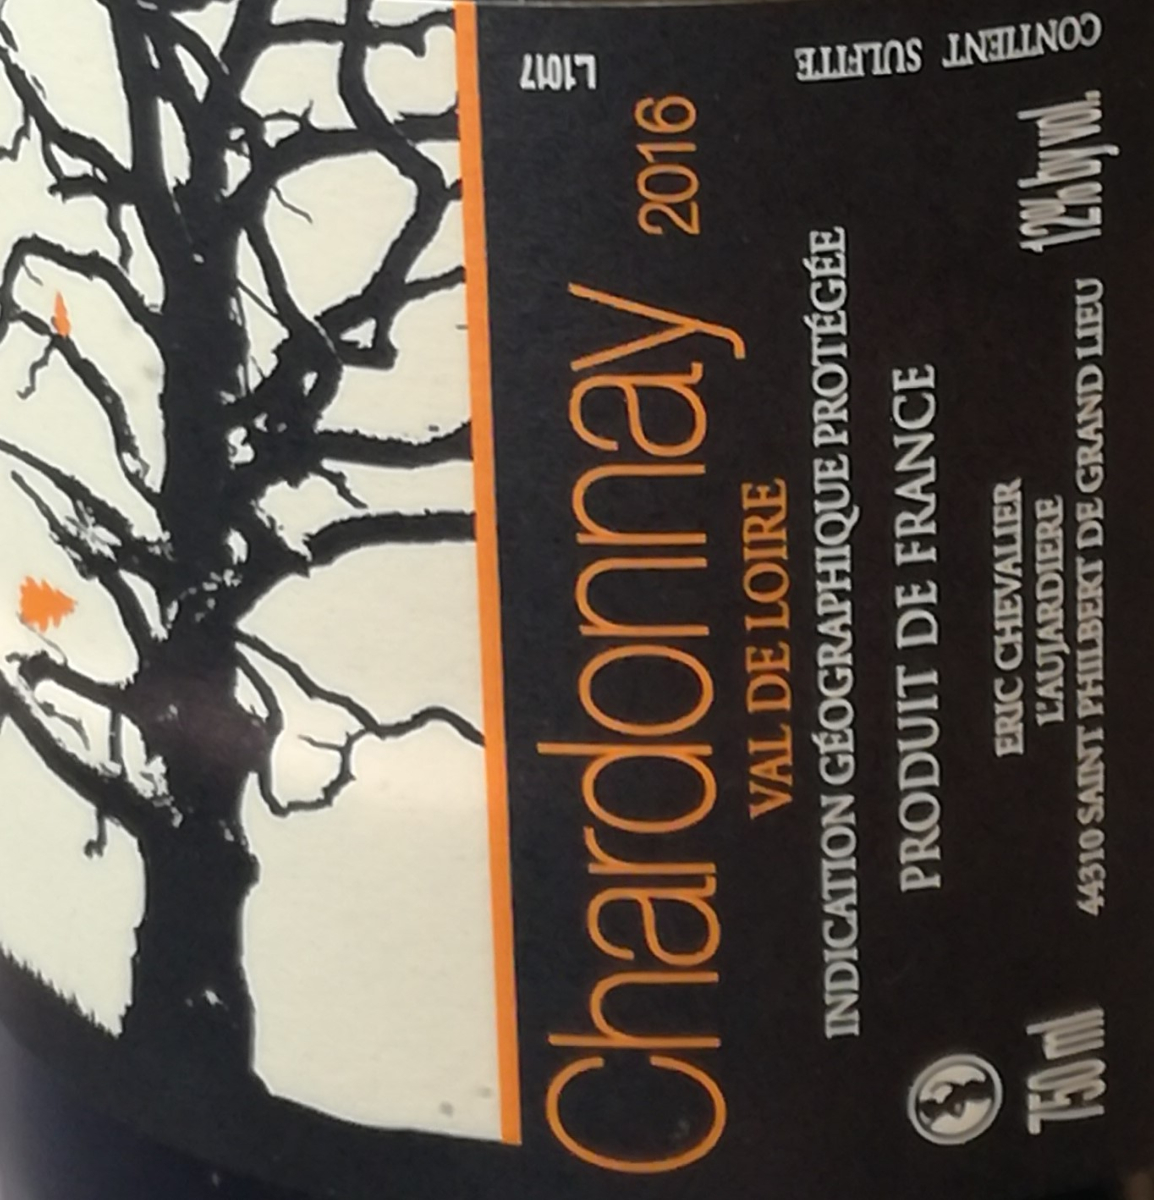 Chardonnay 2016
VAL DE LOIRE
INDICATION GÉOGRAPHIQUE PROTÉGÉE
PRODUIT DE FRANCE
ERIC CHEVALIER
L'AUJARDIERE
44310 SAINT PHILBERT DE GRAND LIEU
750 ml
12% by vol.
L1017
CONTIENT SULFITE